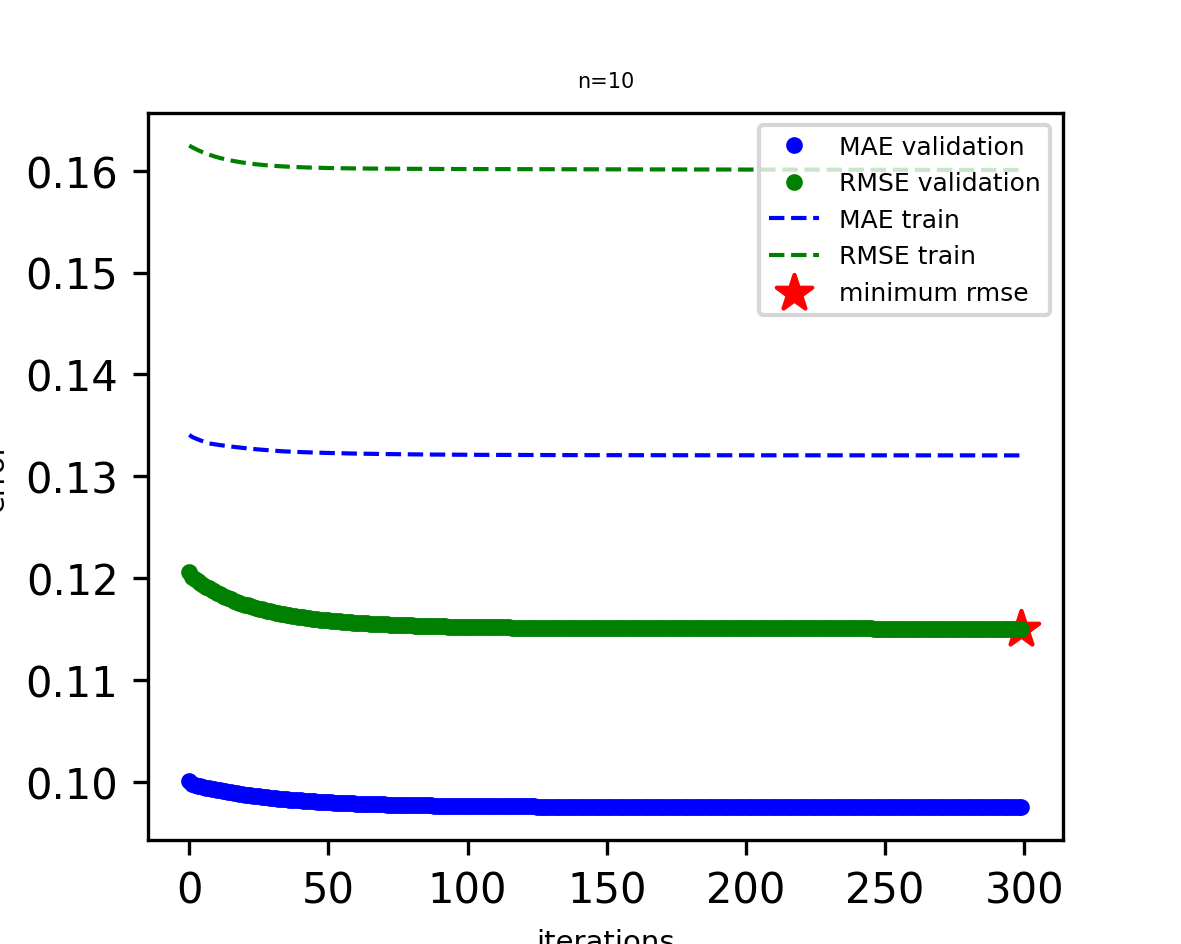 n=10
0.16
0.15
0.14
0.13
0.12
0.11
0.10
MAE validation
RMSE validation
MAE train
RMSE train
minimum rmse
0 50 100 150 200 250 300
iterations